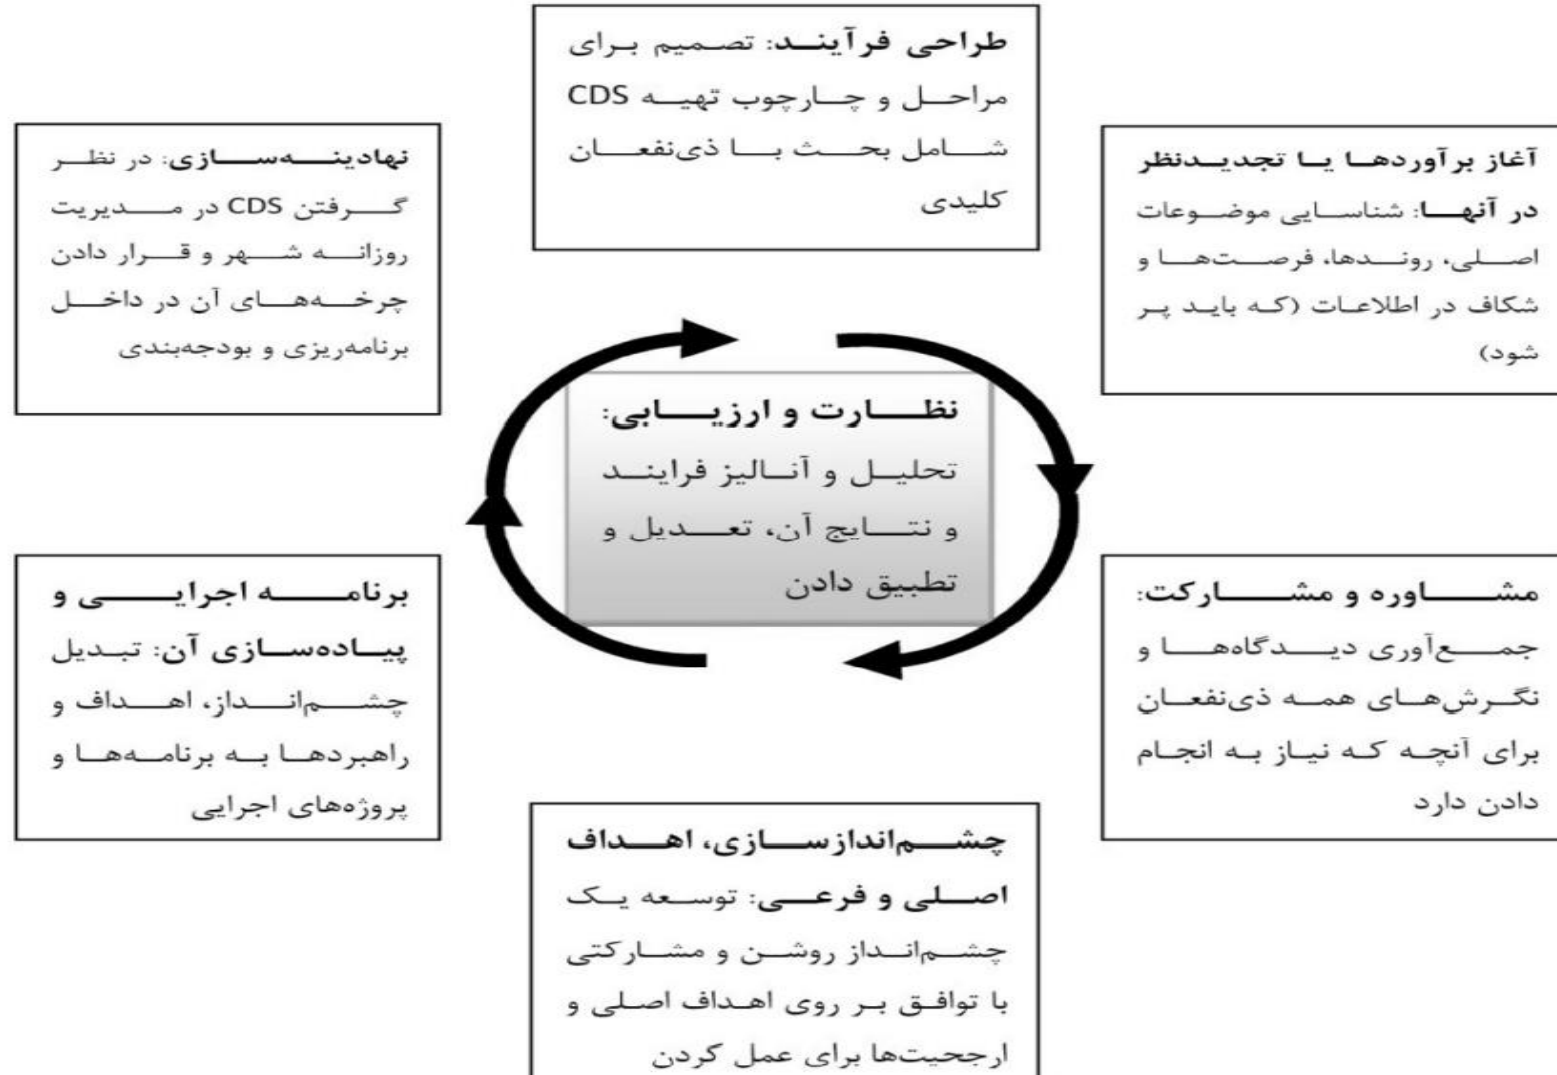 طراحی فرآیند: تصمیم برای
مراحل و چارچوب تهیه CDS
شامل بحث با ذی‌نفعان
کلیدی
آغاز برآوردها یا تجدیدنظر
در آنها: شناسایی موضوعات
اصلی، روندها، فرصت‌ها و
شکاف در اطلاعات (که باید پر
شود)
مشاوره و مشارکت:
جمع‌آوری دیدگاه‌ها و
نگرش‌های همه ذی‌نفعان
برای آنچه که نیاز به انجام
دادن دارد
چشم‌اندازسازی، اهداف
اصلی و فرعی: توسعه یک
چشم‌انداز روشن و مشارکتی
با توافق بر روی اهداف اصلی و
ارجحیت‌ها برای عمل کردن
برنامه اجرایی و
پیاده‌سازی آن: تبدیل
چشم‌انداز، اهداف و
راهبردها به برنامه‌ها و
پروژه‌های اجرایی
نهادینه‌سازی: در نظر
گرفتن CDS در مدیریت
روزانه شهر و قرار دادن
چرخه‌های آن در داخل
برنامه‌ریزی و بودجه‌بندی
نظارت و ارزیابی:
تحلیل و آنالیز فرایند
و نتایج آن، تعدیل و
تطبیق دادن